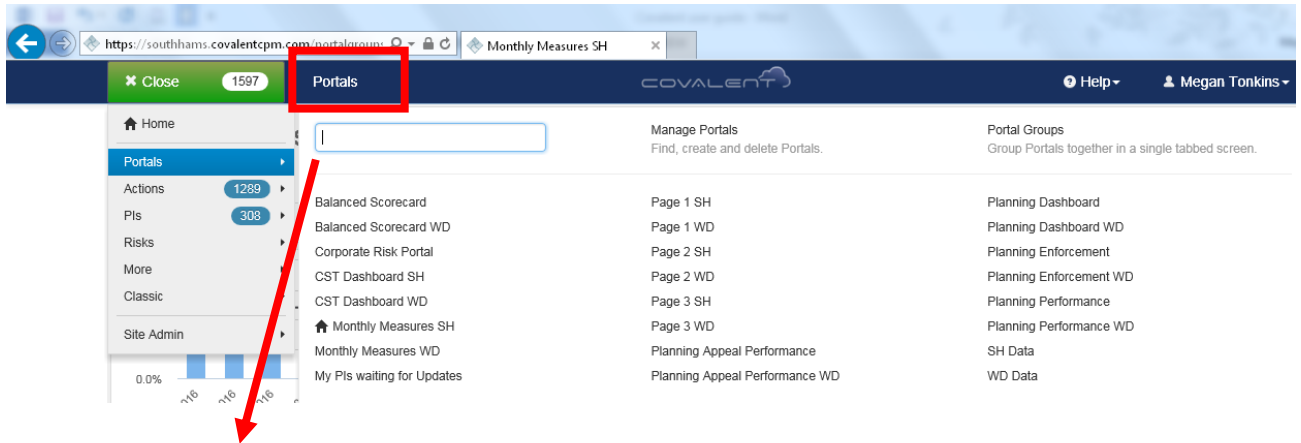 https://southhams.covalentcpm.com/portalgroup:
Monthly Measures SH
Close 1597
Portals
COVALENT
Help
Megan Tonkins
Home
Portals
Actions 1289
PIs 308
Risks
More
Classic
Site Admin
0.0%
Manage Portals
Find, create and delete Portals.
Portal Groups
Group Portals together in a single tabbed screen.
Balanced Scorecard
Balanced Scorecard WD
Corporate Risk Portal
CST Dashboard SH
CST Dashboard WD
Monthly Measures SH
Monthly Measures WD
My PIs waiting for Updates
Page 1 SH
Page 1 WD
Page 2 SH
Page 2 WD
Page 3 SH
Page 3 WD
Planning Appeal Performance
Planning Appeal Performance WD
Planning Dashboard
Planning Dashboard WD
Planning Enforcement
Planning Enforcement WD
Planning Performance
Planning Performance WD
SH Data
WD Data